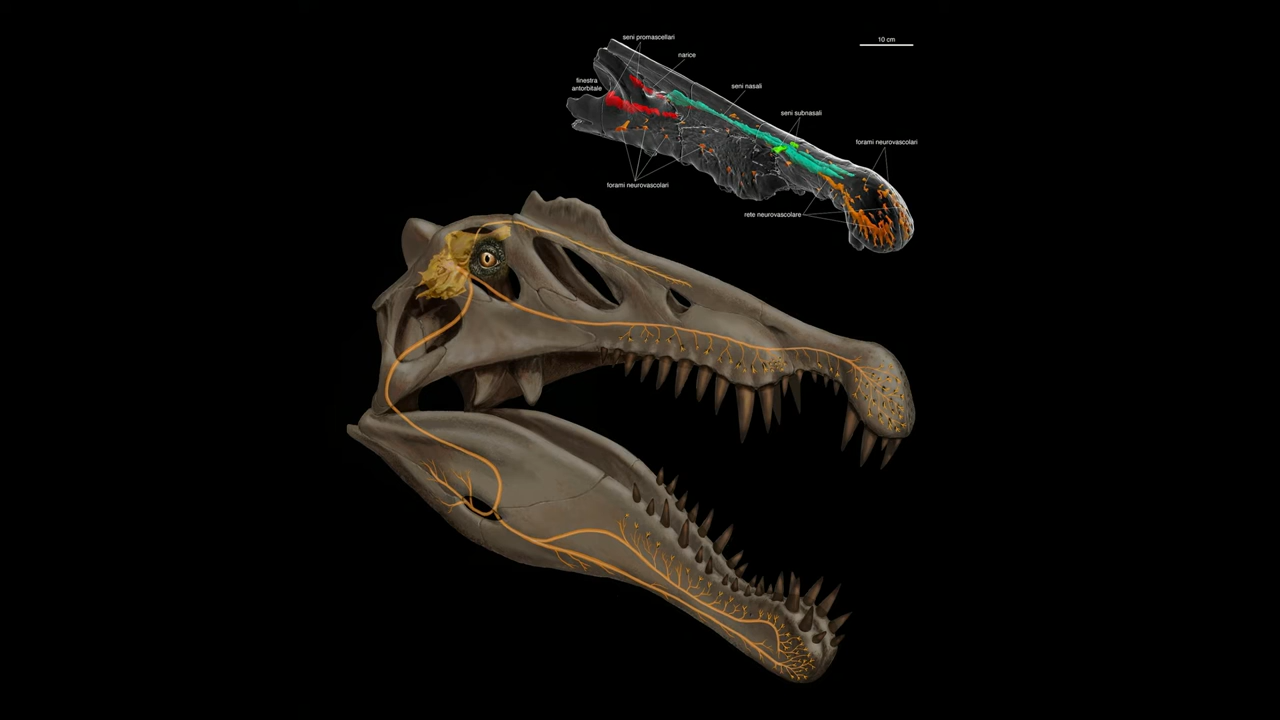 seni promascellari
10 cm
narice
finestra
antorbitale
seni nasali
seni subnasali
forami neurovascolari
forami neurovascolari
rete neurovascolare